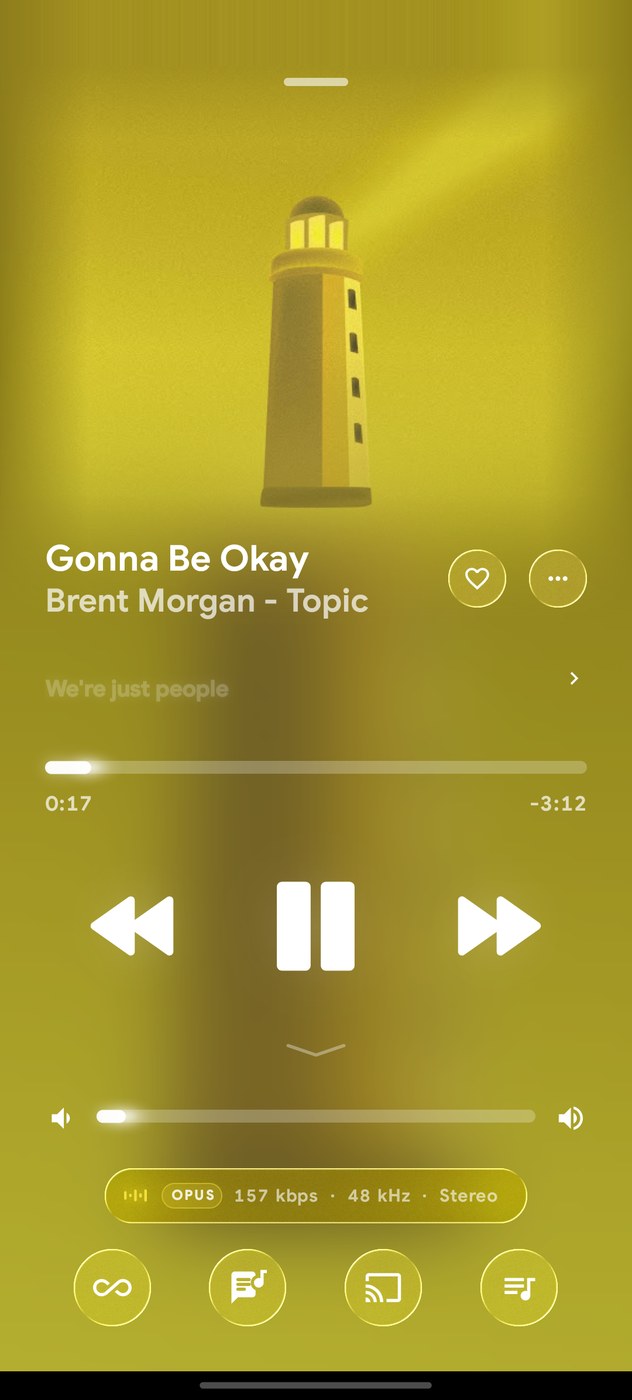 Gonna Be Okay
Brent Morgan - Topic
We're just people
0:17 -3:12
OPUS 157 kbps · 48 kHz · Stereo